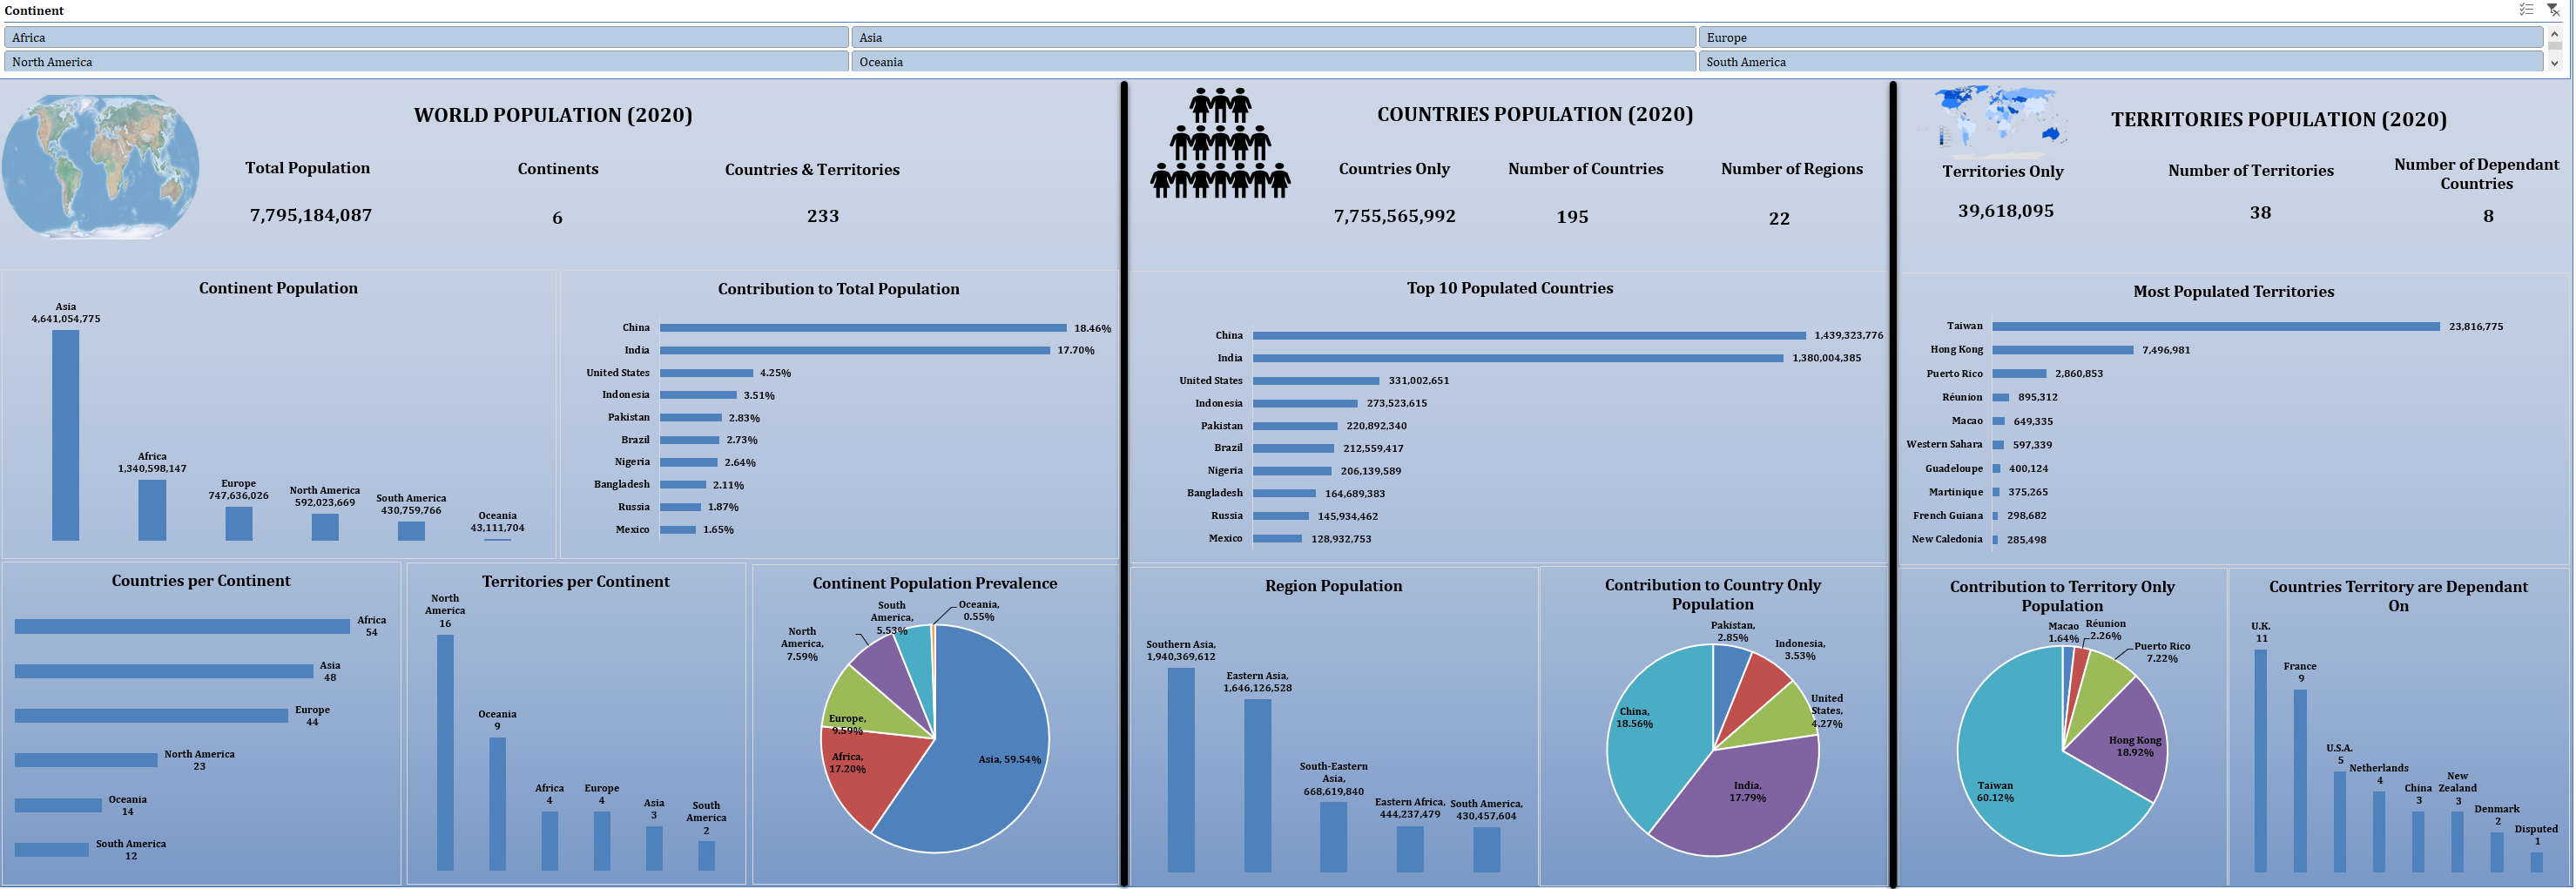 Continent
Africa
Asia
Europe
North America
Oceania
South America
WORLD POPULATION (2020)
Total Population
Continents
Countries & Territories
7,795,184,087
6
233
Continent Population
Asia
4,641,054,775
Africa
1,340,598,147
Europe
747,636,026
North America
592,023,669
South America
430,759,766
Oceania
43,111,704
Contribution to Total Population
China
18.46%
India
17.70%
United States
4.25%
Indonesia
3.51%
Pakistan
2.83%
Brazil
2.73%
Nigeria
2.64%
Bangladesh
2.11%
Russia
1.87%
Mexico
1.65%
Countries per Continent
Africa
54
Asia
48
Europe
44
North America
23
Oceania
14
South America
12
Territories per Continent
North
America
16
Oceania
9
Africa
4
Europe
4
Asia
3
South
America
2
Continent Population Prevalence
Oceania,
0.55%
South
America,
5.53%
North
America,
7.59%
Europe,
9.59%
Africa,
17.20%
Asia, 59.54%
COUNTRIES POPULATION (2020)
Countries Only
Number of Countries
Number of Regions
7,755,565,992
195
22
Top 10 Populated Countries
China
1,439,323,776
India
1,380,004,385
United States
331,002,651
Indonesia
273,523,615
Pakistan
220,892,340
Brazil
212,559,417
Nigeria
206,139,589
Bangladesh
164,689,383
Russia
145,934,462
Mexico
128,932,753
Region Population
Southern Asia,
1,940,369,612
Eastern Asia,
1,646,126,528
South-Eastern
Asia,
668,619,840
Eastern Africa,
444,237,479
South America,
430,457,604
Contribution to Country Only
Population
Pakistan,
2.85%
Indonesia,
3.53%
United
States,
4.27%
India,
17.79%
China,
18.56%
TERRITORIES POPULATION (2020)
Territories Only
Number of Territories
Number of Dependant
Countries
39,618,095
38
8
Most Populated Territories
Taiwan
23,816,775
Hong Kong
7,496,981
Puerto Rico
2,860,853
Réunion
895,312
Macao
649,335
Western Sahara
597,339
Guadeloupe
400,124
Martinique
375,265
French Guiana
298,682
New Caledonia
285,498
Contribution to Territory Only
Population
Macao
1.64%
Réunion
2.26%
Puerto Rico
7.22%
Hong Kong
18.92%
Taiwan
60.12%
Countries Territory are Dependant
On
U.K.
11
France
9
U.S.A.
5
Netherlands
4
China
3
New
Zealand
3
Denmark
2
Disputed
1